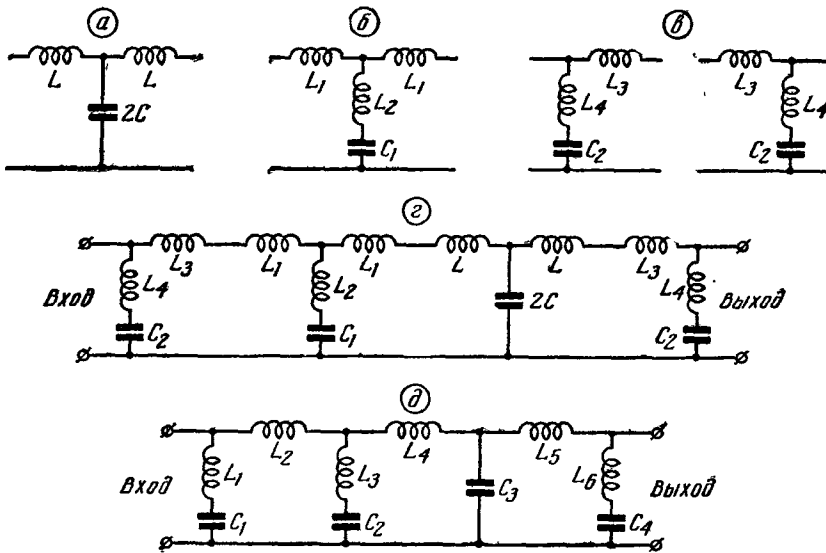 а б в
L L 2C
L₁ L₁ L₂ C₁
L₄ L₃ C₂
L₃ L₄ C₂
г
Вход L₄ C₂ L₃ L₁ L₂ C₁ L₁ L 2C L L₃ L₄ C₂ Выход
д
Вход L₁ C₁ L₂ L₃ C₂ L₄ C₃ L₅ L₆ C₄ Выход